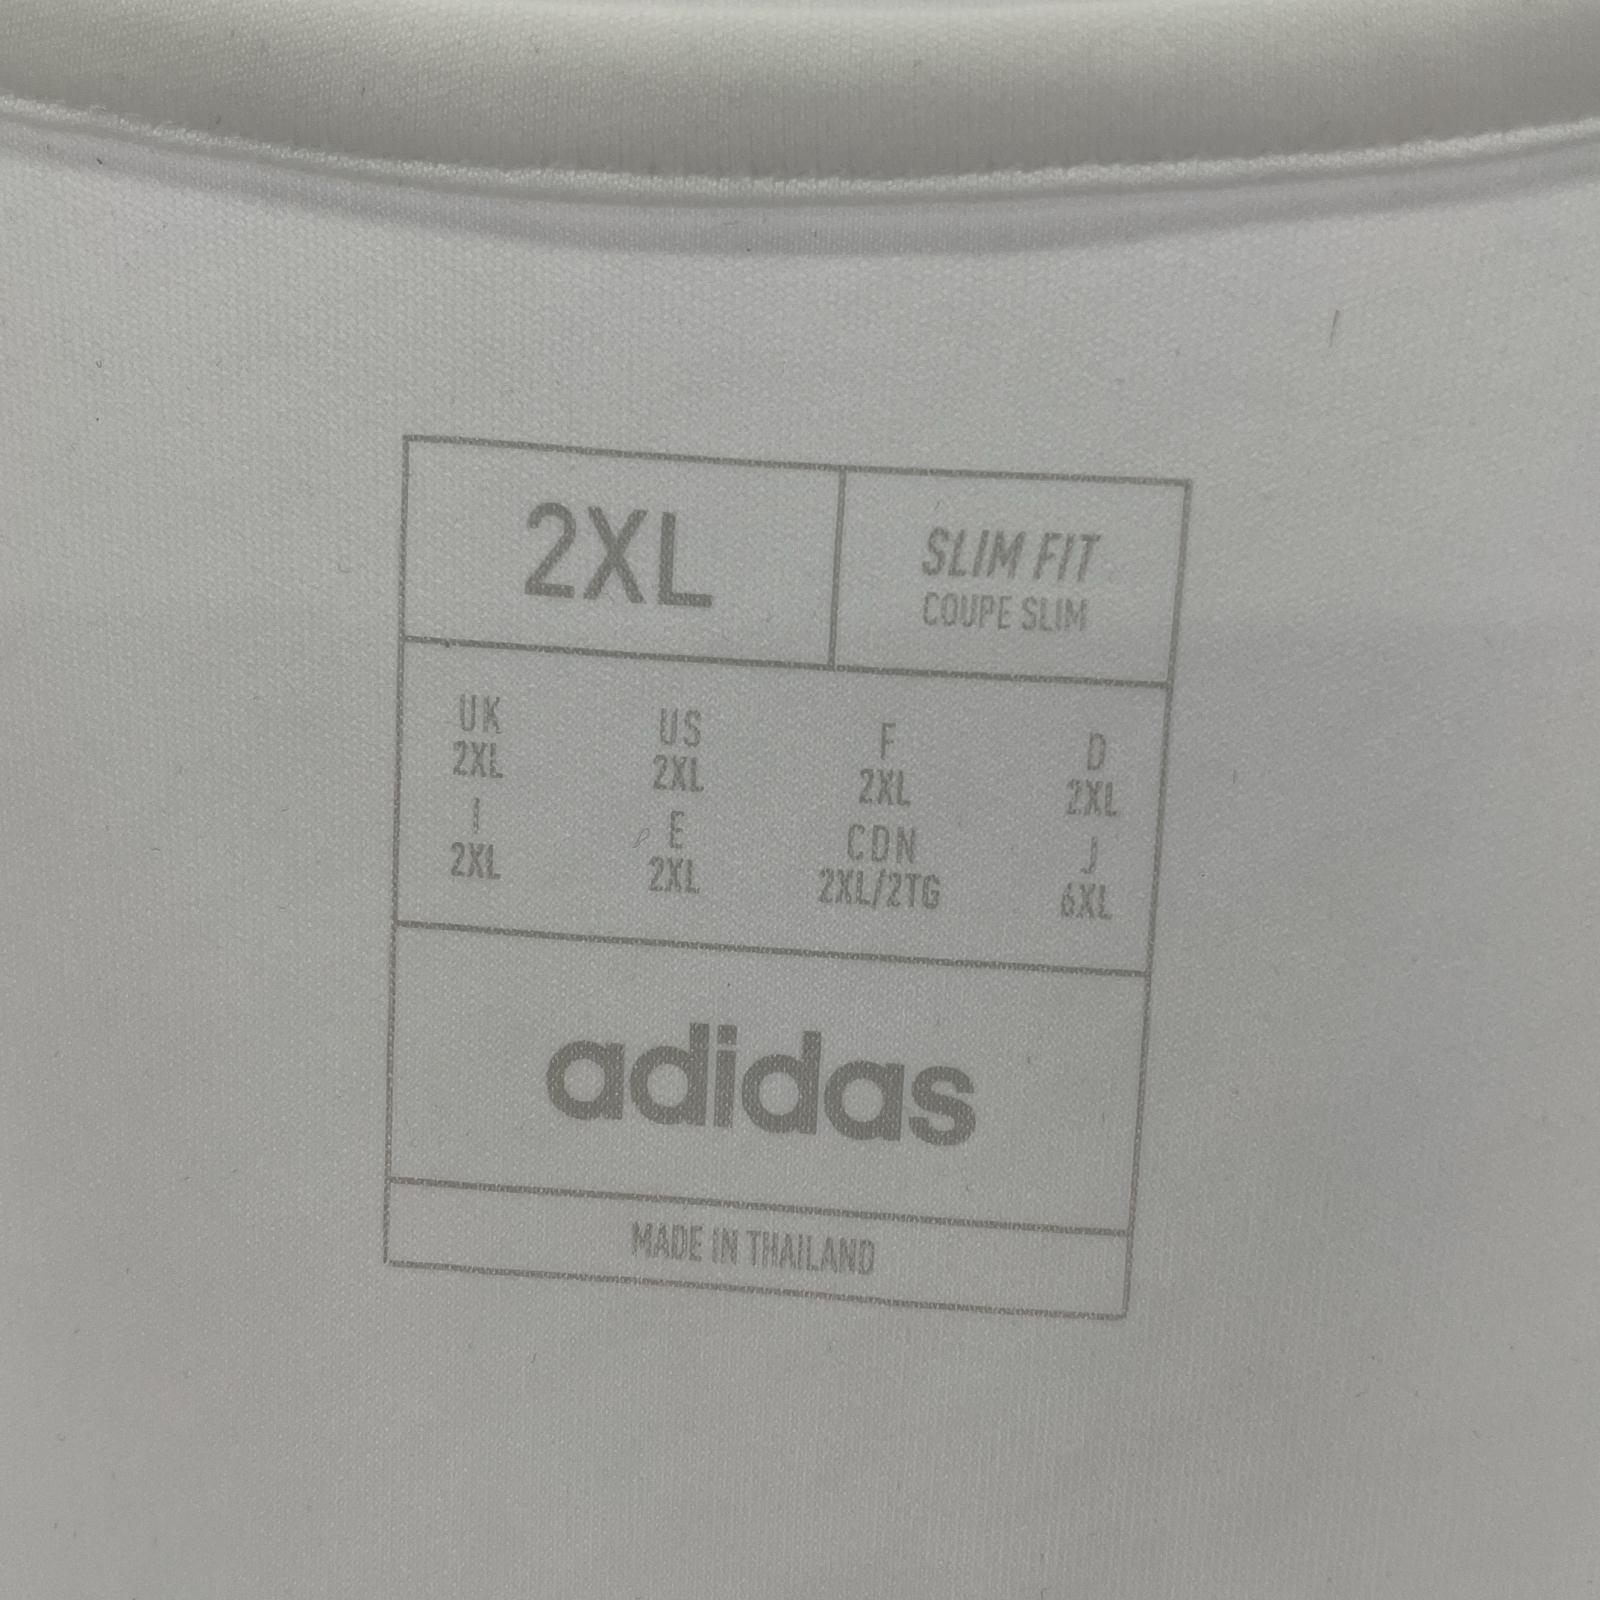 2XL
SLIM FIT
COUPE SLIM
UK US F D
2XL 2XL 2XL 2XL
I E CDN J
2XL 2XL 2XL/2TG 6XL
adidas
MADE IN THAILAND